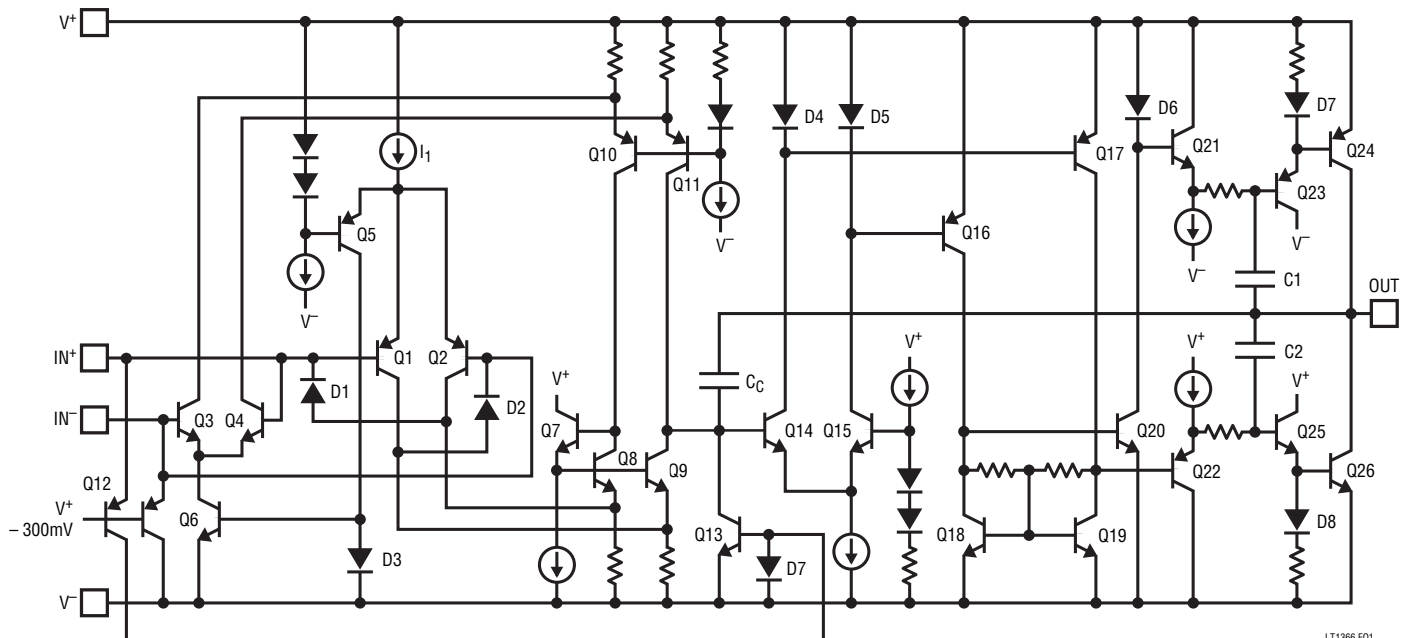 V+
Q10
Q11
V–
D4
D5
Q17
D6
Q21
D7
Q24
Q23
V–
V–
I1
Q5
V–
Q16
C1
OUT
IN+
Q1
Q2
D1
D2
V+
CC
V+
V+
C2
V+
IN–
Q3
Q4
Q7
Q8
Q9
Q14
Q15
Q20
Q22
Q25
Q26
Q12
V+
– 300mV
Q6
D3
Q13
D7
Q18
Q19
D8
V–
LT1366 F01